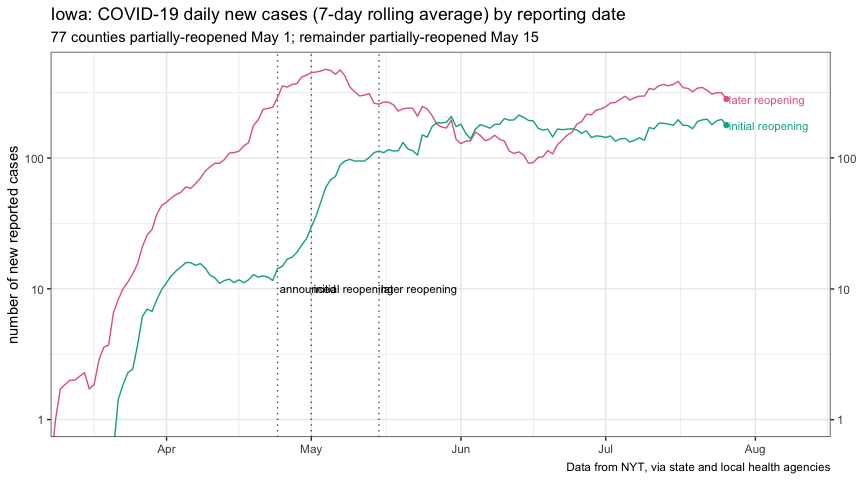 Iowa: COVID-19 daily new cases (7-day rolling average) by reporting date
77 counties partially-reopened May 1; remainder partially-reopened May 15
number of new reported cases
100
10
1
later reopening
initial reopening
announced
initial reopening
later reopening
100
10
1
Apr
May
Jun
Jul
Aug
Data from NYT, via state and local health agencies